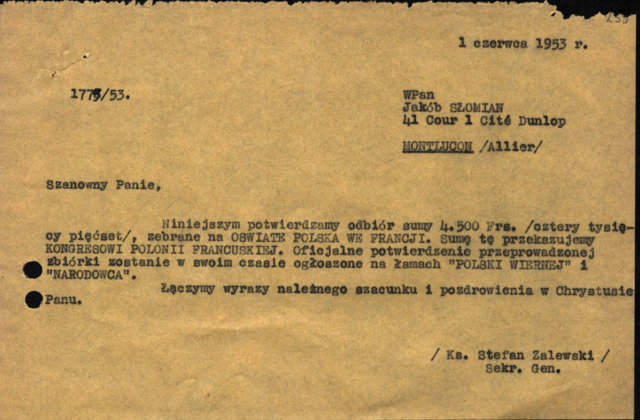 253
1 czerwca 1953 r.
1775/53.
WPan
Jakób SŁOMIAN
41 Cour 1 Cité Dunlop
MONTLUCON /Allier/
Szanowny Panie,
Niniejszym potwierdzamy odbiór sumy 4.500 Frs. /cztery tysię-
cy pięćset/, zebrane na OSWIATE POLSKA WE FRANCJI. Sumę tę przekazujemy
KONGRESOWI POLONII FRANCUSKIEJ. Oficjalne potwierdzenie przeprowadzonej
zbiórki zostanie w swoim czasie ogłoszone na łamach "POLSKI WIERNEJ" i
"NARODOWCA".
Łączymy wyrazy należnego szacunku i pozdrowienia w Chrystusie
Panu.
/ Ks. Stefan Zalewski /
Sekr. Gen.